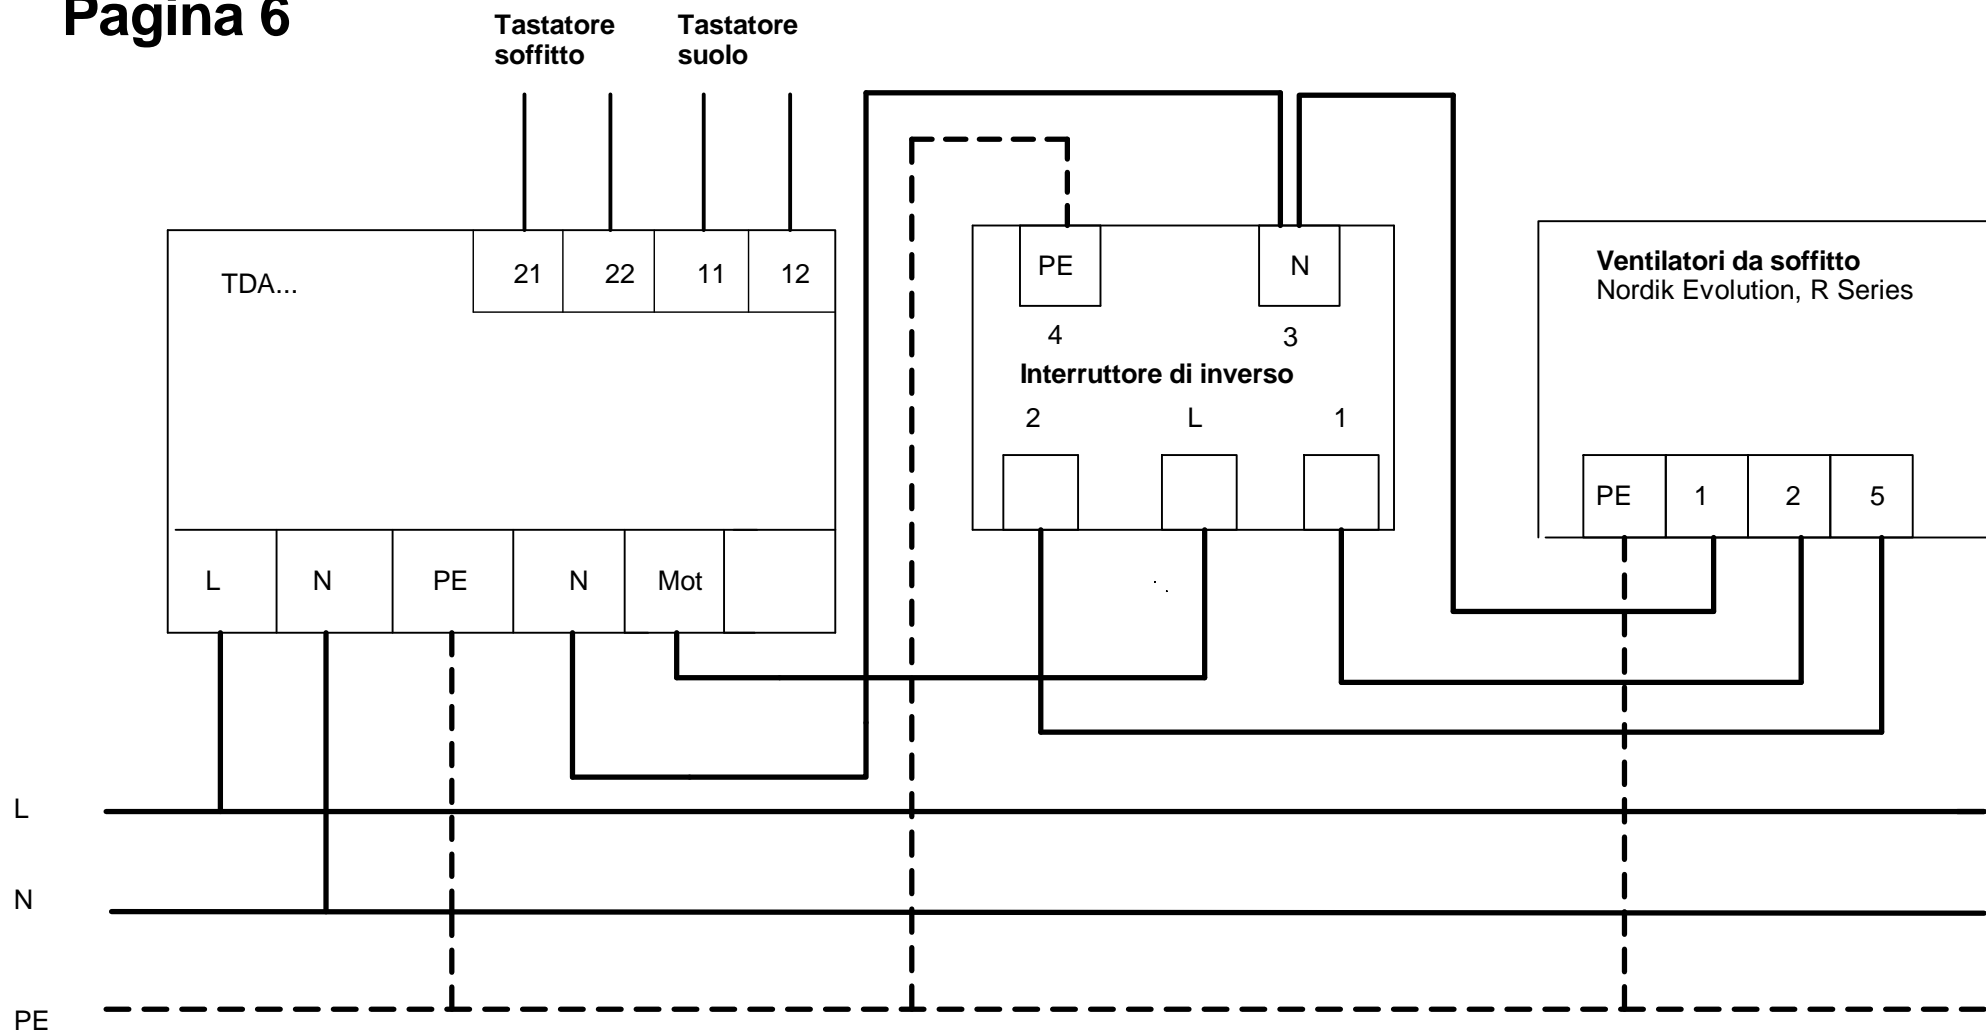 Pagina 6
Tastatore
soffitto
Tastatore
suolo
TDA...
21
22
11
12
PE
N
4
3
Interruttore di inverso
2
L
1
Ventilatori da soffitto
Nordik Evolution, R Series
PE
1
2
5
L
N
PE
N
Mot
L
N
PE